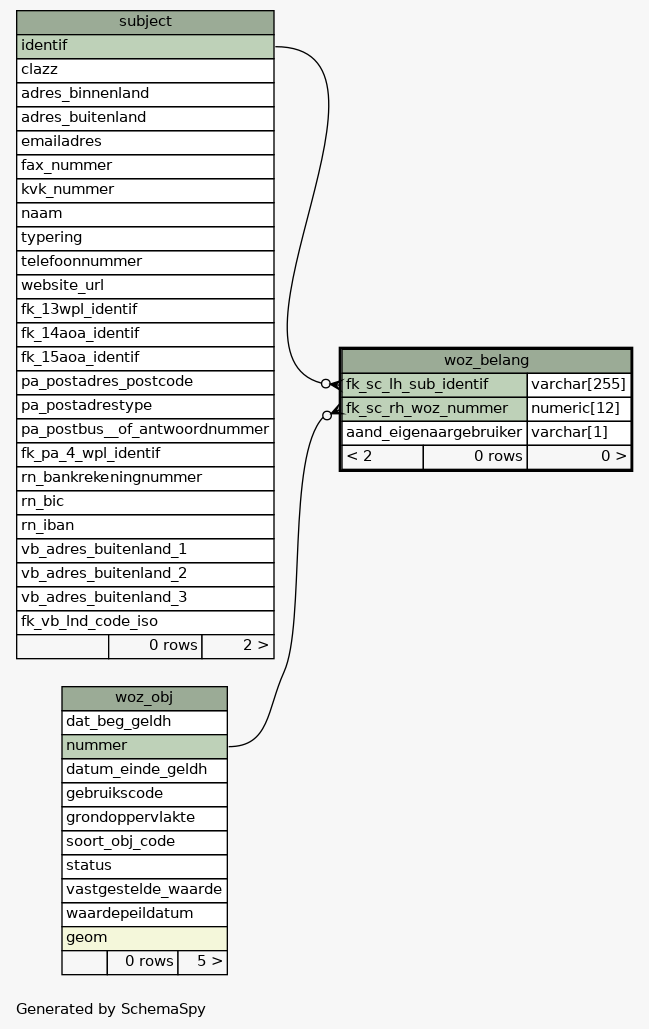 subject
identif
clazz
adres_binnenland
adres_buitenland
emailadres
fax_nummer
kvk_nummer
naam
typering
telefoonnummer
website_url
fk_13wpl_identif
fk_14aoa_identif
fk_15aoa_identif
pa_postadres_postcode
pa_postadrestype
pa_postbus__of_antwoordnummer
fk_pa_4_wpl_identif
rn_bankrekeningnummer
rn_bic
rn_iban
vb_adres_buitenland_1
vb_adres_buitenland_2
vb_adres_buitenland_3
fk_vb_lnd_code_iso
0 rows 2 >
woz_belang
fk_sc_lh_sub_identif varchar[255]
fk_sc_rh_woz_nummer numeric[12]
aand_eigenaargebruiker varchar[1]
< 2 0 rows 0 >
woz_obj
dat_beg_geldh
nummer
datum_einde_geldh
gebruikscode
grondoppervlakte
soort_obj_code
status
vastgestelde_waarde
waardepeildatum
geom
0 rows 5 >
Generated by SchemaSpy